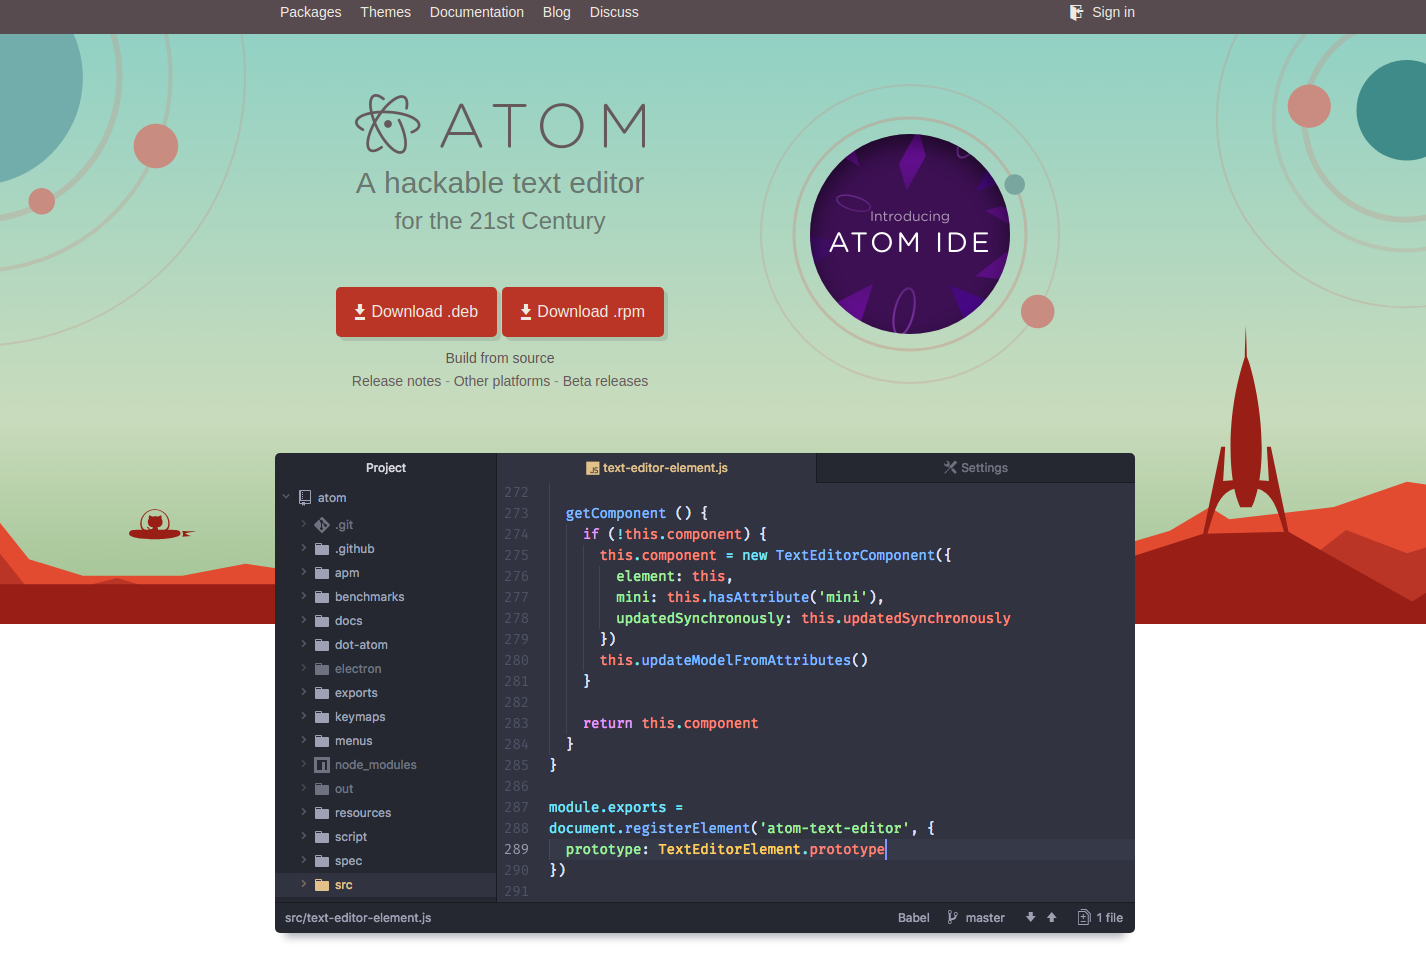 Packages Themes Documentation Blog Discuss Sign in
ATOM
A hackable text editor
for the 21st Century
Introducing
ATOM IDE
Download .deb Download .rpm
Build from source
Release notes - Other platforms - Beta releases
Project
atom
.git
.github
apm
benchmarks
docs
dot-atom
electron
exports
keymaps
menus
node_modules
out
resources
script
spec
src
JS text-editor-element.js Settings
272
273 getComponent () {
274 if (!this.component) {
275 this.component = new TextEditorComponent({
276 element: this,
277 mini: this.hasAttribute('mini'),
278 updatedSynchronously: this.updatedSynchronously
279 })
280 this.updateModelFromAttributes()
281 }
282
283 return this.component
284 }
285 }
286
287 module.exports =
288 document.registerElement('atom-text-editor', {
289 prototype: TextEditorElement.prototype
290 })
291
src/text-editor-element.js Babel master 1 file